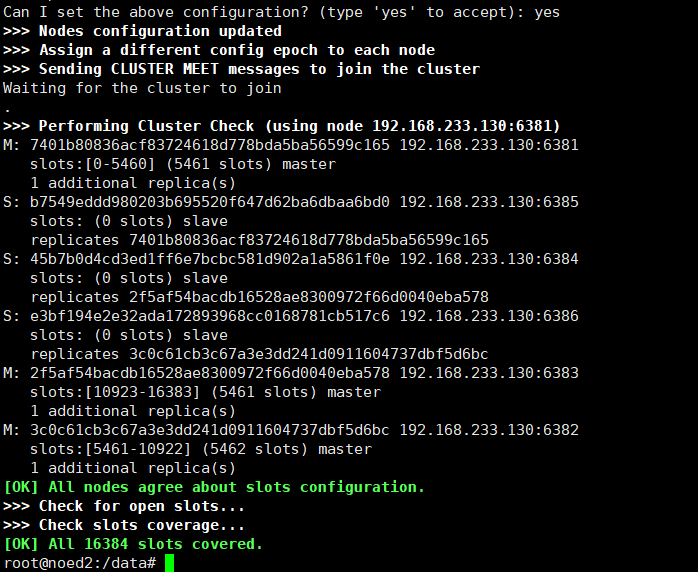 Can I set the above configuration? (type 'yes' to accept): yes
>>> Nodes configuration updated
>>> Assign a different config epoch to each node
>>> Sending CLUSTER MEET messages to join the cluster
Waiting for the cluster to join
.
>>> Performing Cluster Check (using node 192.168.233.130:6381)
M: 7401b80836acf83724618d778bda5ba56599c165 192.168.233.130:6381
   slots:[0-5460] (5461 slots) master
   1 additional replica(s)
S: b7549eddd980203b695520f647d62ba6dbaa6bd0 192.168.233.130:6385
   slots: (0 slots) slave
   replicates 7401b80836acf83724618d778bda5ba56599c165
S: 45b7b0d4cd3ed1ff6e7bcbc581d902a1a5861f0e 192.168.233.130:6384
   slots: (0 slots) slave
   replicates 2f5af54bacdb16528ae8300972f66d0040eba578
S: e3bf194e2e32ada172893968cc0168781cb517c6 192.168.233.130:6386
   slots: (0 slots) slave
   replicates 3c0c61cb3c67a3e3dd241d0911604737dbf5d6bc
M: 2f5af54bacdb16528ae8300972f66d0040eba578 192.168.233.130:6383
   slots:[10923-16383] (5461 slots) master
   1 additional replica(s)
M: 3c0c61cb3c67a3e3dd241d0911604737dbf5d6bc 192.168.233.130:6382
   slots:[5461-10922] (5462 slots) master
   1 additional replica(s)
[OK] All nodes agree about slots configuration.
>>> Check for open slots...
>>> Check slots coverage...
[OK] All 16384 slots covered.
root@noed2:/data#